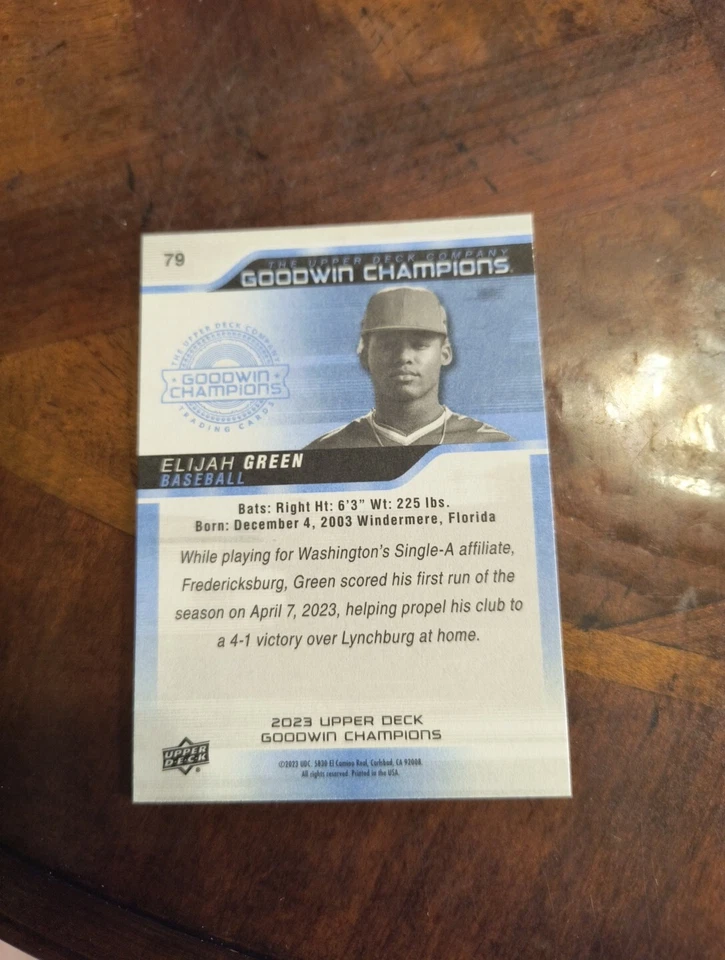 79
THE UPPER DECK COMPANY
GOODWIN CHAMPIONS
THE UPPER DECK COMPANY
GOODWIN
CHAMPIONS
TRADING CARDS
ELIJAH GREEN
BASEBALL
Bats: Right Ht: 6'3" Wt: 225 lbs.
Born: December 4, 2003 Windermere, Florida
While playing for Washington's Single-A affiliate,
Fredericksburg, Green scored his first run of the
season on April 7, 2023, helping propel his club to
a 4-1 victory over Lynchburg at home.
2023 UPPER DECK
GOODWIN CHAMPIONS
UPPER
D·E·C·K
®
©2023 UDC. 5830 El Camino Real, Carlsbad, CA 92008.
All rights reserved. Printed in the USA.